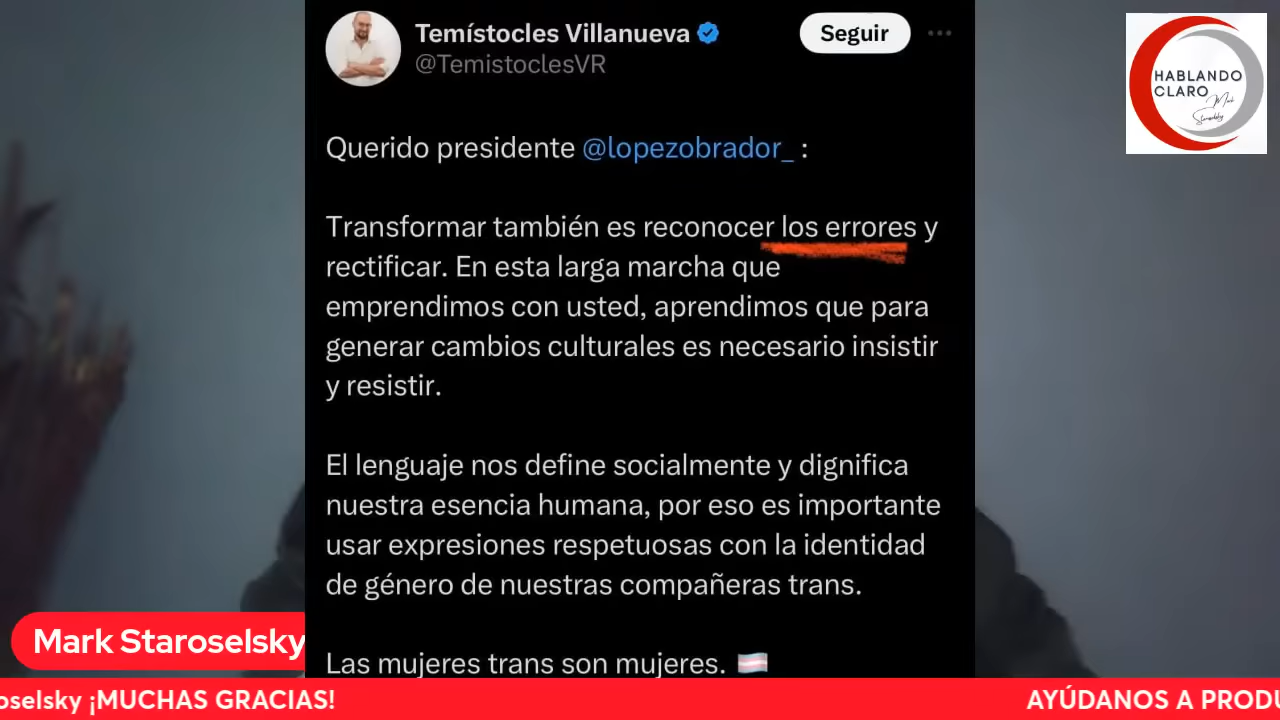 Temístocles Villanueva
Seguir
@TemistoclesVR
HABLANDO
CLARO
Querido presidente @lopezobrador_ :
Transformar también es reconocer los errores y
rectificar. En esta larga marcha que
emprendimos con usted, aprendimos que para
generar cambios culturales es necesario insistir
y resistir.
El lenguaje nos define socialmente y dignifica
nuestra esencia humana, por eso es importante
usar expresiones respetuosas con la identidad
de género de nuestras compañeras trans.
Las mujeres trans son mujeres.
Mark Staroselsky
oselsky ¡MUCHAS GRACIAS!
AYÚDANOS A PRODU